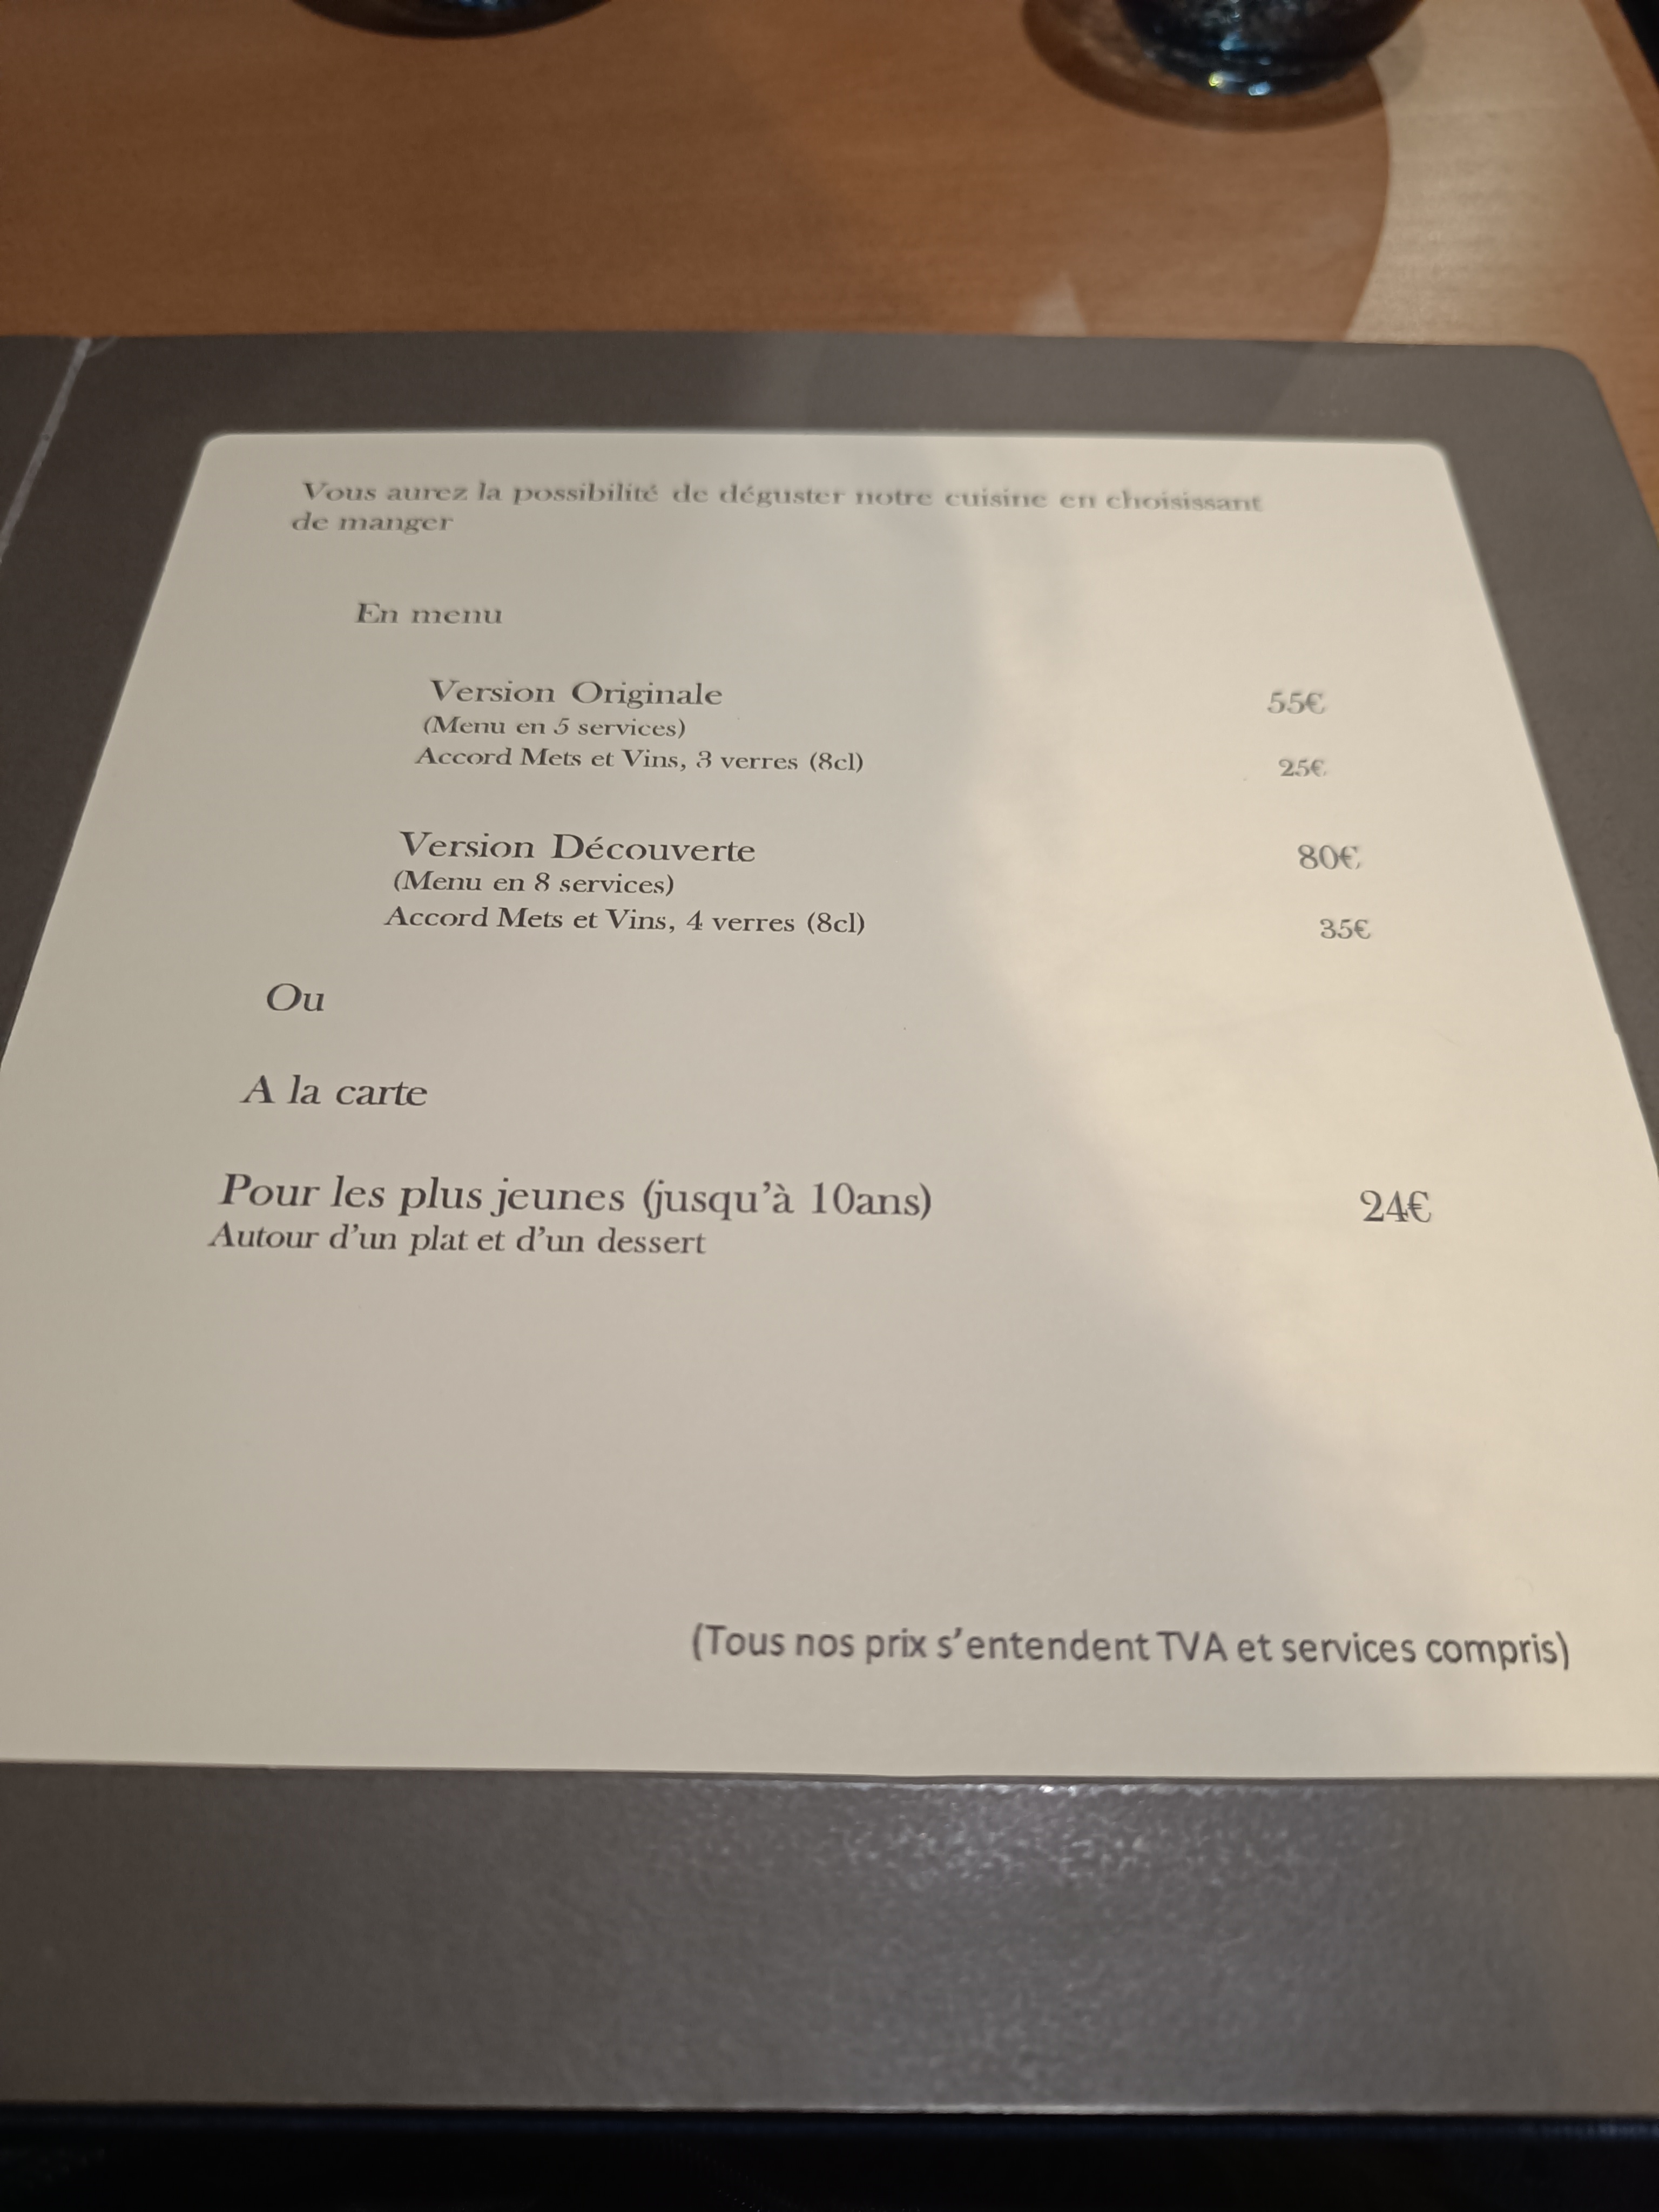 Vous aurez la possibilité de déguster notre cuisine en choisissant
de manger
En menu
Version Originale 55€
(Menu en 5 services)
Accord Mets et Vins, 3 verres (8cl) 25€
Version Découverte 80€
(Menu en 8 services)
Accord Mets et Vins, 4 verres (8cl) 35€
Ou
A la carte
Pour les plus jeunes (jusqu'à 10ans) 24€
Autour d'un plat et d'un dessert
(Tous nos prix s'entendent TVA et services compris)